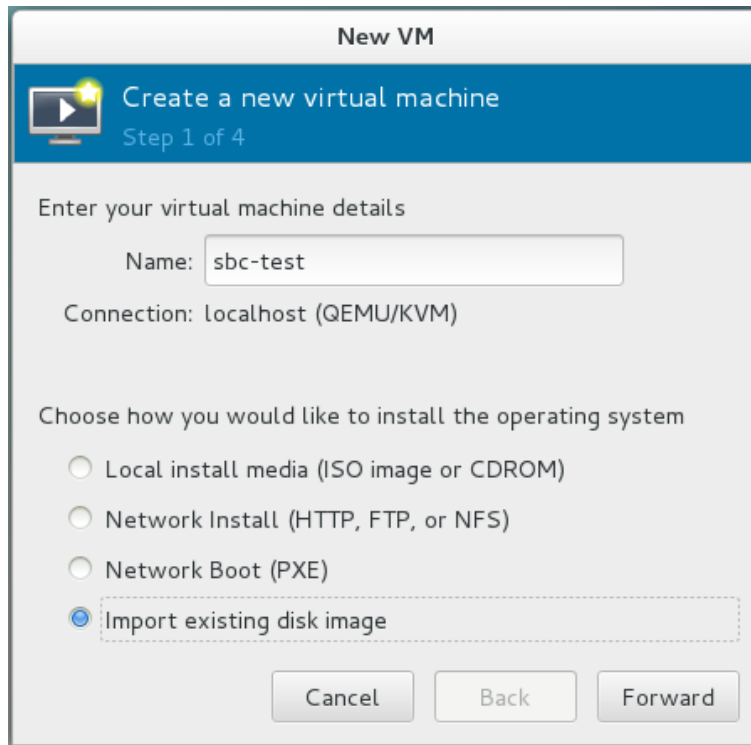 New VM
Create a new virtual machine
Step 1 of 4
Enter your virtual machine details
Name: sbc-test
Connection: localhost (QEMU/KVM)
Choose how you would like to install the operating system
Local install media (ISO image or CDROM)
Network Install (HTTP, FTP, or NFS)
Network Boot (PXE)
Import existing disk image
Cancel Back Forward